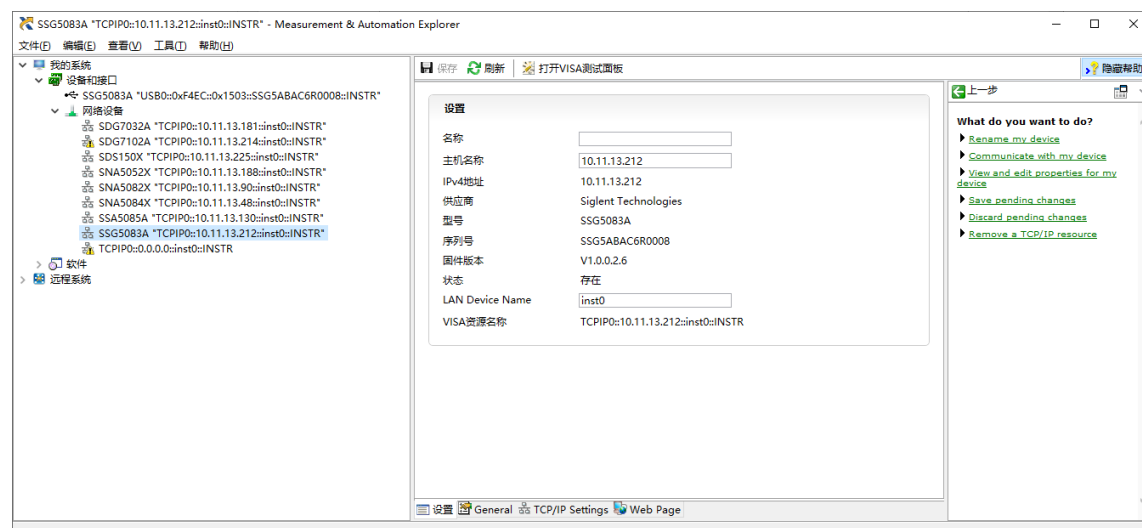 SSG5083A "TCPIP0::10.11.13.212::inst0::INSTR" - Measurement & Automation Explorer
文件(F) 编辑(E) 查看(V) 工具(T) 帮助(H)
我的系统
设备和接口
SSG5083A "USB0::0xF4EC::0x1503::SSG5ABAC6R0008::INSTR"
网络设备
SDG7032A "TCPIP0::10.11.13.181::inst0::INSTR"
SDG7102A "TCPIP0::10.11.13.214::inst0::INSTR"
SDS150X "TCPIP0::10.11.13.225::inst0::INSTR"
SNA5052X "TCPIP0::10.11.13.188::inst0::INSTR"
SNA5082X "TCPIP0::10.11.13.90::inst0::INSTR"
SNA5084X "TCPIP0::10.11.13.48::inst0::INSTR"
SSA5085A "TCPIP0::10.11.13.130::inst0::INSTR"
SSG5083A "TCPIP0::10.11.13.212::inst0::INSTR"
TCPIP0::0.0.0.0::inst0::INSTR
软件
远程系统
保存 刷新 打开VISA测试面板 隐藏帮助
设置
名称
主机名称 10.11.13.212
IPv4地址 10.11.13.212
供应商 Siglent Technologies
型号 SSG5083A
序列号 SSG5ABAC6R0008
固件版本 V1.0.0.2.6
状态 存在
LAN Device Name inst0
VISA资源名称 TCPIP0::10.11.13.212::inst0::INSTR
设置 General TCP/IP Settings Web Page
上一步
What do you want to do?
Rename my device
Communicate with my device
View and edit properties for my
device
Save pending changes
Discard pending changes
Remove a TCP/IP resource